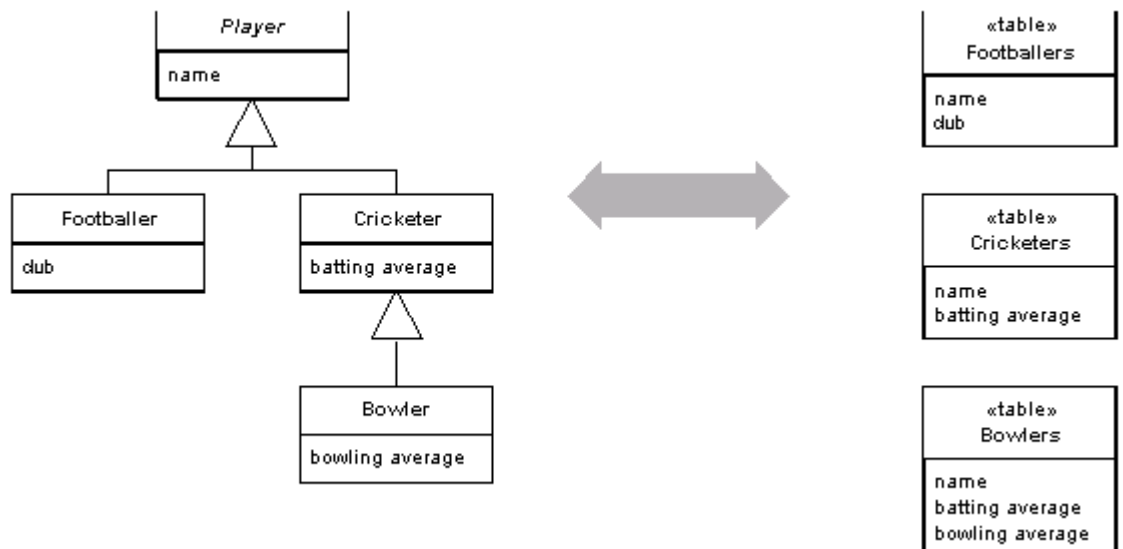 Player
name
Footballer
club
Cricketer
batting average
Bowler
bowling average
«table»
Footballers
name
club
«table»
Cricketers
name
batting average
«table»
Bowlers
name
batting average
bowling average